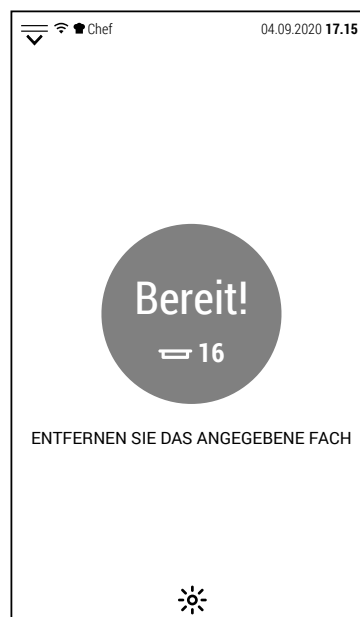 Chef 04.09.2020 17.15
Bereit!
16
ENTFERNEN SIE DAS ANGEGEBENE FACH